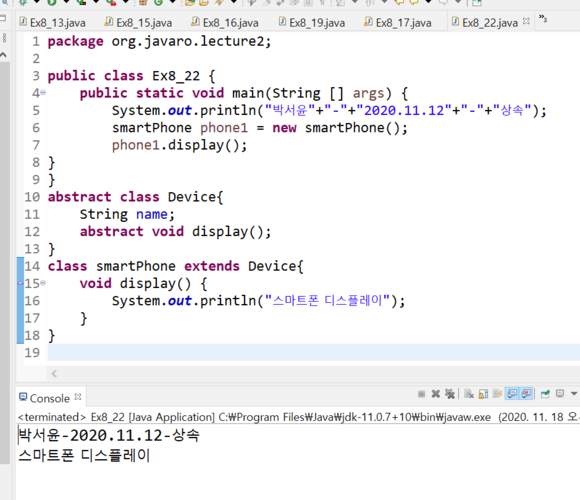 Ex8_13.java Ex8_15.java Ex8_16.java Ex8_19.java Ex8_17.java Ex8_22.java »3
1 package org.javaro.lecture2;
2
3 public class Ex8_22 {
4 public static void main(String [] args) {
5 System.out.println("박서윤"+"-"+"2020.11.12"+"-"+"상속");
6 smartPhone phone1 = new smartPhone();
7 phone1.display();
8 }
9 }
10 abstract class Device{
11 String name;
12 abstract void display();
13 }
14 class smartPhone extends Device{
15 void display() {
16 System.out.println("스마트폰 디스플레이");
17 }
18 }
19
Console
<terminated> Ex8_22 [Java Application] C:₩Program Files₩Java₩jdk-11.0.7+10₩bin₩javaw.exe (2020. 11. 18
박서윤-2020.11.12-상속
스마트폰 디스플레이